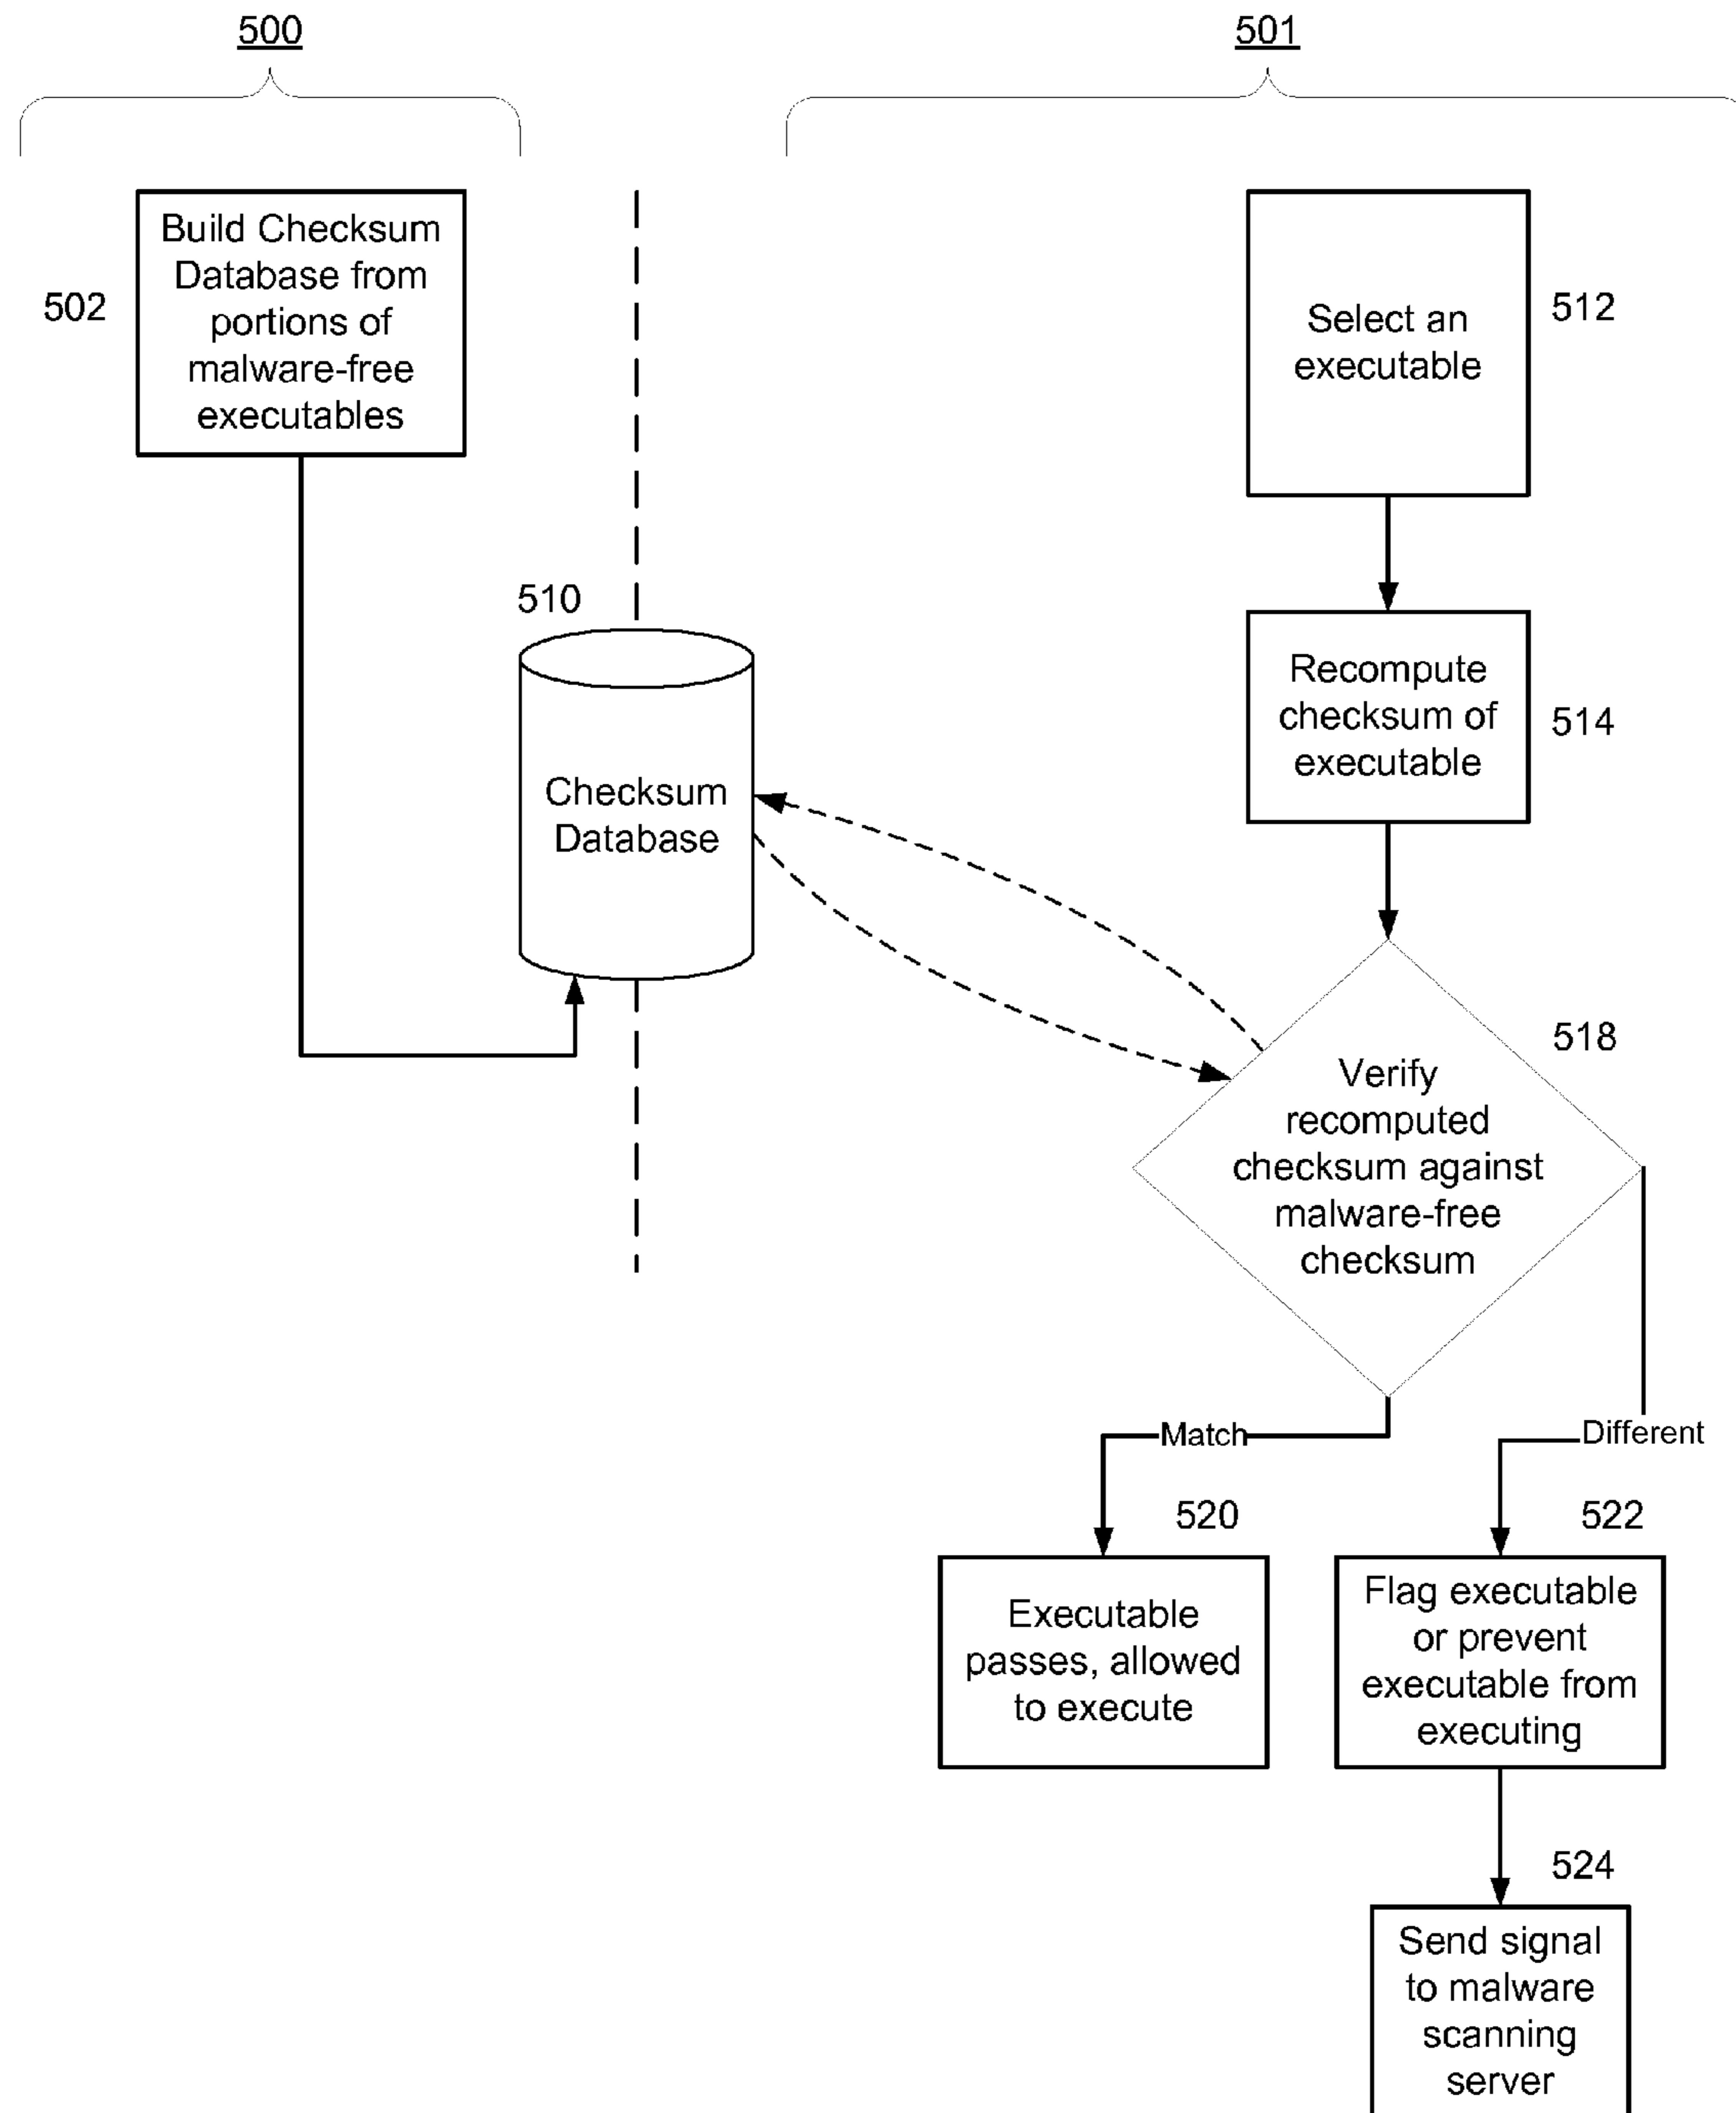 500
501
502
Build Checksum
Database from
portions of
malware-free
executables
512
Select an
executable
510
Checksum
Database
514
Recompute
checksum of
executable
518
Verify
recomputed
checksum against
malware-free
checksum
Match
Different
520
Executable
passes, allowed
to execute
522
Flag executable
or prevent
executable from
executing
524
Send signal
to malware
scanning
server